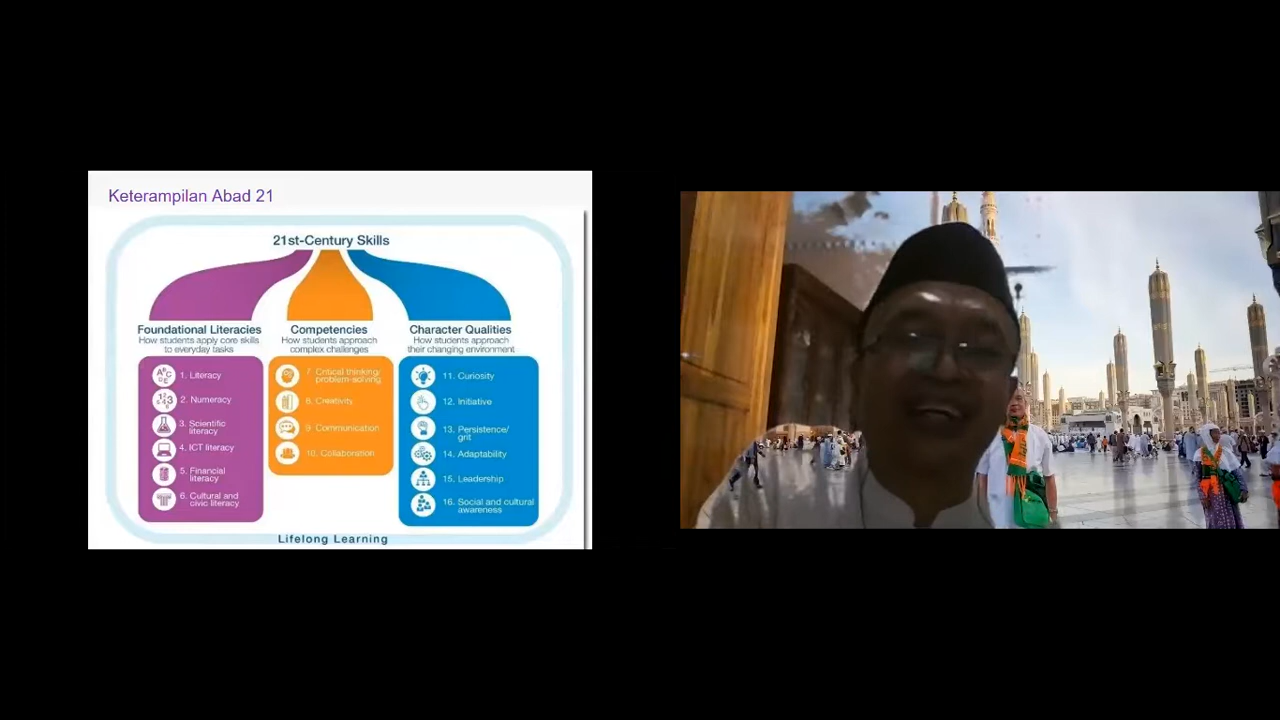 Keterampilan Abad 21
21st-Century Skills
Foundational Literacies
How students apply core skills
to everyday tasks
1. Literacy
2. Numeracy
3. Scientific
literacy
4. ICT literacy
5. Financial
literacy
6. Cultural and
civic literacy
Competencies
How students approach
complex challenges
7. Critical thinking/
problem-solving
8. Creativity
9. Communication
10. Collaboration
Character Qualities
How students approach
their changing environment
11. Curiosity
12. Initiative
13. Persistence/
grit
14. Adaptability
15. Leadership
16. Social and cultural
awareness
Lifelong Learning